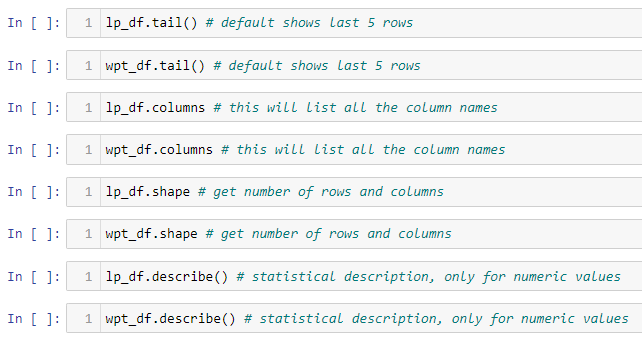 In [ ]: 1 lp_df.tail() # default shows last 5 rows
In [ ]: 1 wpt_df.tail() # default shows last 5 rows
In [ ]: 1 lp_df.columns # this will list all the column names
In [ ]: 1 wpt_df.columns # this will list all the column names
In [ ]: 1 lp_df.shape # get number of rows and columns
In [ ]: 1 wpt_df.shape # get number of rows and columns
In [ ]: 1 lp_df.describe() # statistical description, only for numeric values
In [ ]: 1 wpt_df.describe() # statistical description, only for numeric values